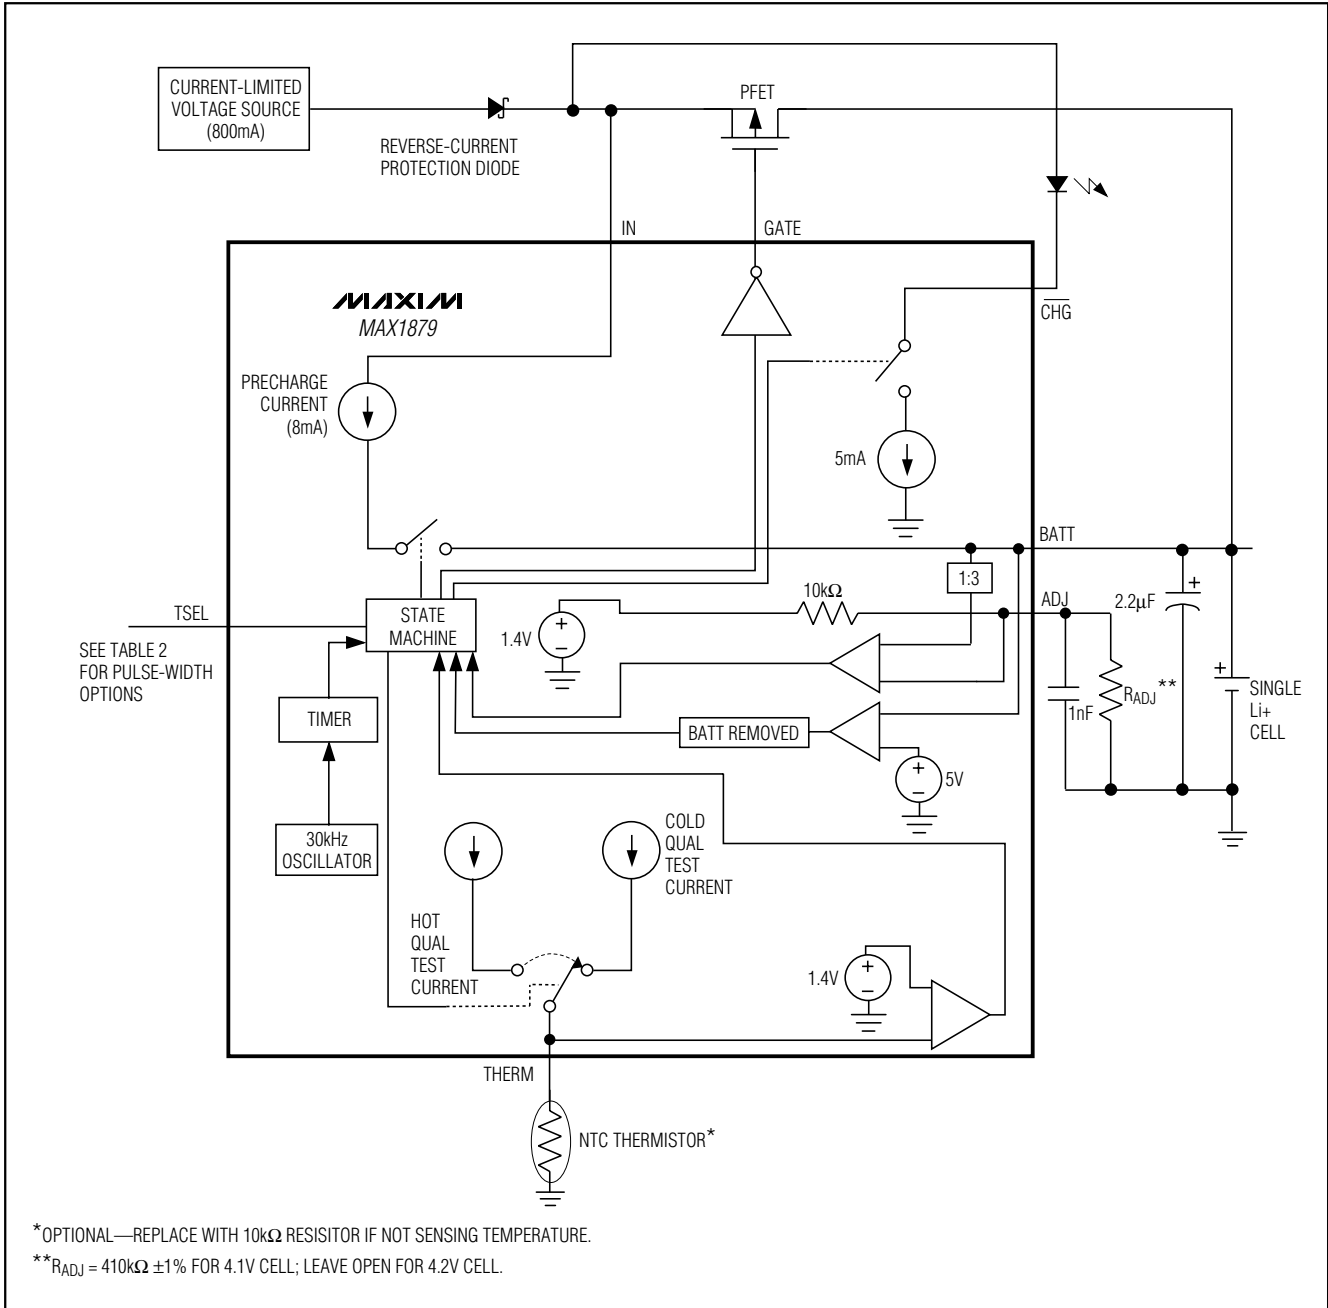 CURRENT-LIMITED
VOLTAGE SOURCE
(800mA)
REVERSE-CURRENT
PROTECTION DIODE
PFET
IN
GATE
MAXIM
MAX1879
CHG
PRECHARGE
CURRENT
(8mA)
5mA
BATT
1:3
10kΩ
ADJ
2.2µF
+
TSEL
STATE
MACHINE
1.4V
+
−
SEE TABLE 2
FOR PULSE-WIDTH
OPTIONS
TIMER
BATT REMOVED
1nF
RADJ**
+
SINGLE
Li+
CELL
+
−
5V
30kHz
OSCILLATOR
COLD
QUAL
TEST
CURRENT
HOT
QUAL
TEST
CURRENT
1.4V
+
−
THERM
NTC THERMISTOR*
*OPTIONAL—REPLACE WITH 10kΩ RESISITOR IF NOT SENSING TEMPERATURE.
**RADJ = 410kΩ ±1% FOR 4.1V CELL; LEAVE OPEN FOR 4.2V CELL.